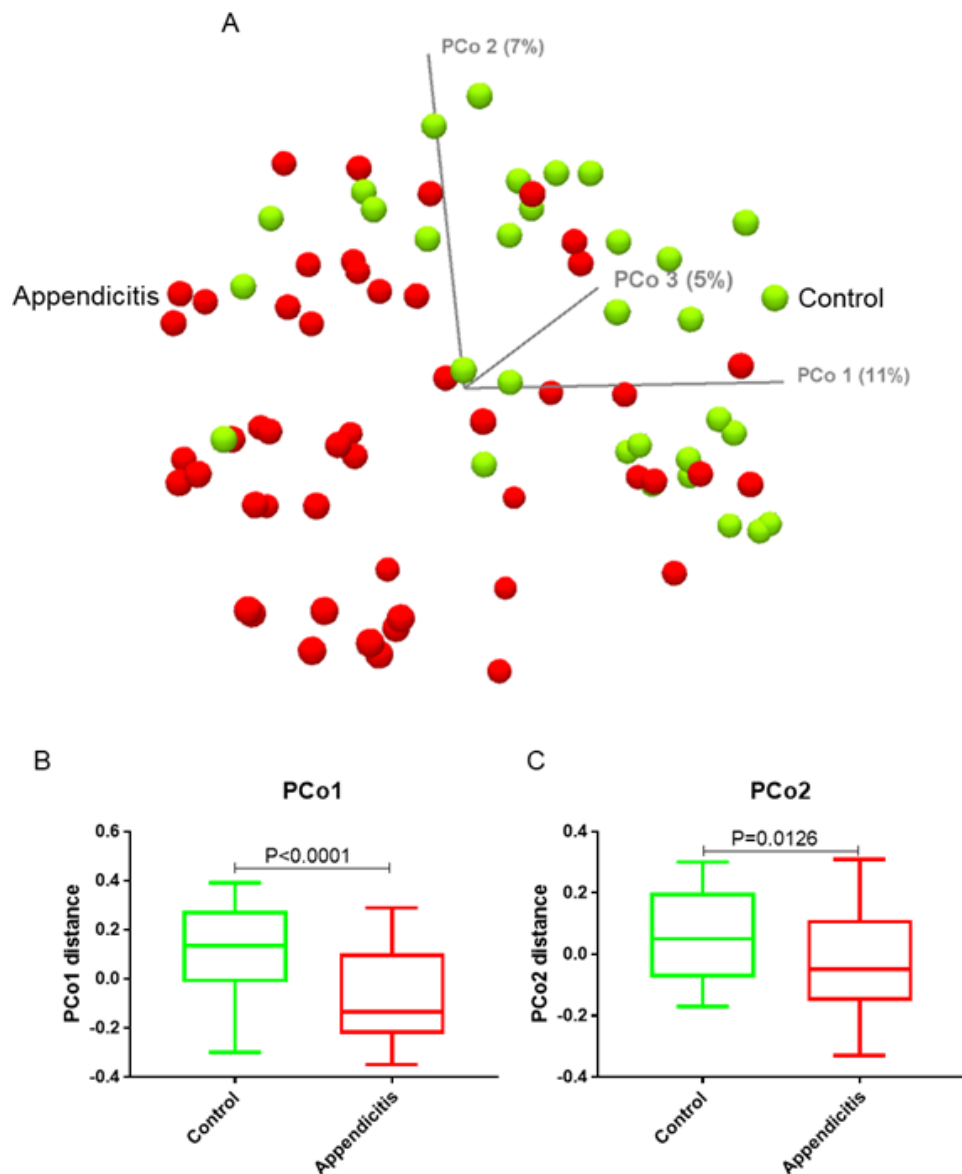 A
PCo 2 (7%)
PCo 3 (5%)
Appendicitis
Control
PCo 1 (11%)
B
PCo1
0.6
P<0.0001
0.4
0.2
0.0
-0.2
-0.4
PCo1 distance
Control
Appendicitis
C
PCo2
0.4
P=0.0126
0.2
0.0
-0.2
-0.4
PCo2 distance
Control
Appendicitis